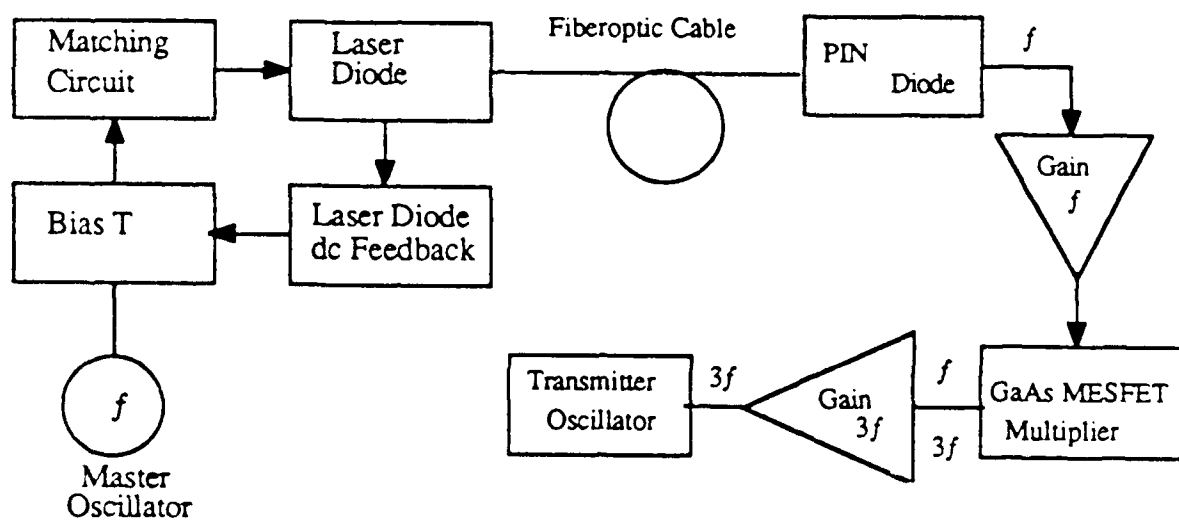 Matching
Circuit
Laser
Diode
Fiberoptic Cable
PIN
Diode
f
Gain
f
Bias T
Laser Diode
dc Feedback
f
Master
Oscillator
Transmitter
Oscillator
3f
Gain
3f
f
3f
GaAs MESFET
Multiplier